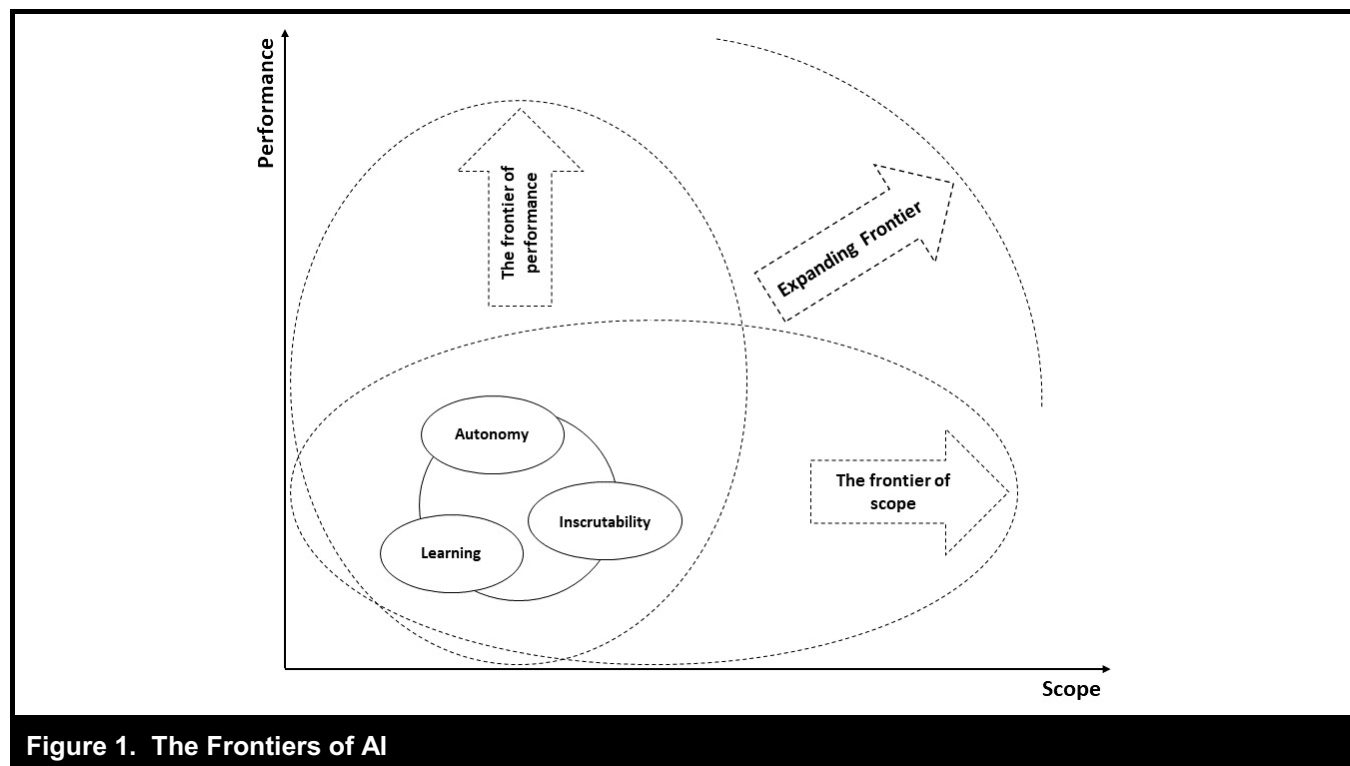 Performance
The frontier of
performance
Expanding Frontier
Autonomy
Inscrutability
Learning
The frontier of
scope
Scope
Figure 1. The Frontiers of AI